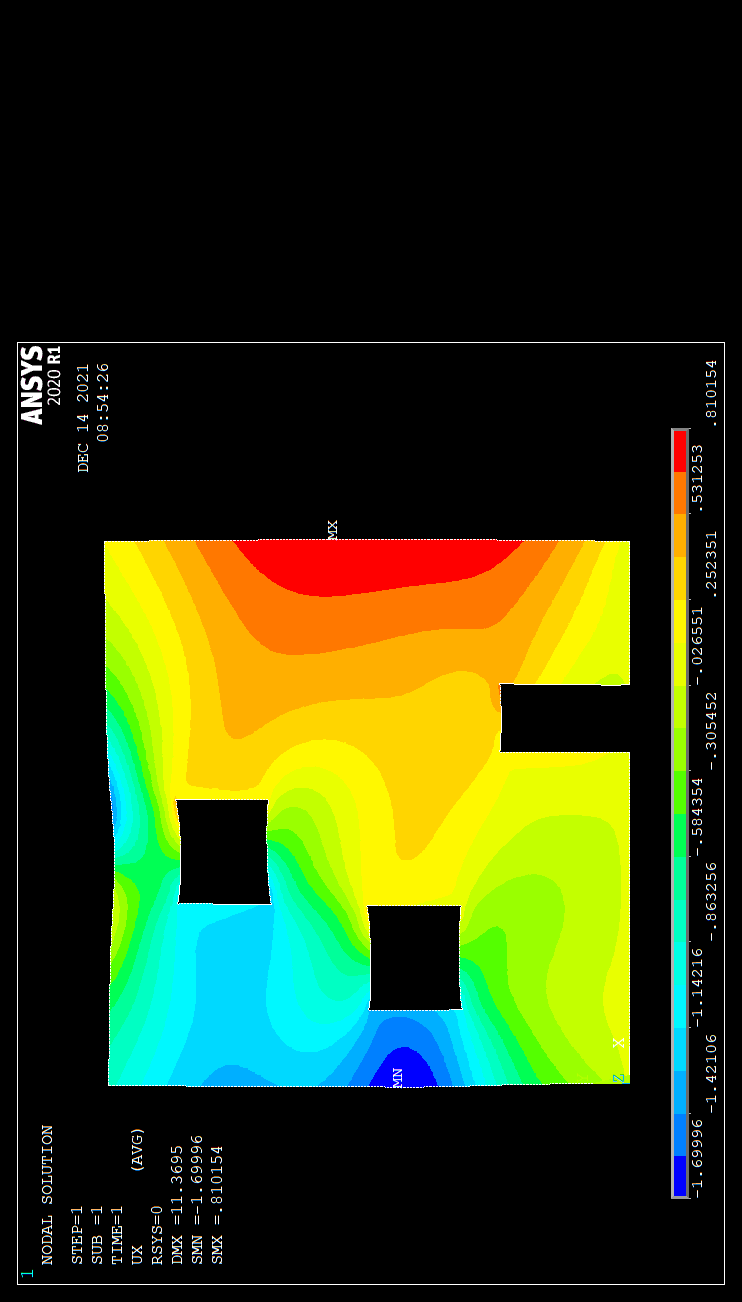 1
NODAL SOLUTION
STEP=1
SUB =1
TIME=1
UX (AVG)
RSYS=0
DMX =11.3695
SMN =-1.69996
SMX =.810154
ANSYS
2020 R1
DEC 14 2021
08:54:26
MX
MN
Z X
-1.69996
-1.42106
-1.14216
-.863256
-.584354
-.305452
-.026551
.252351
.531253
.810154